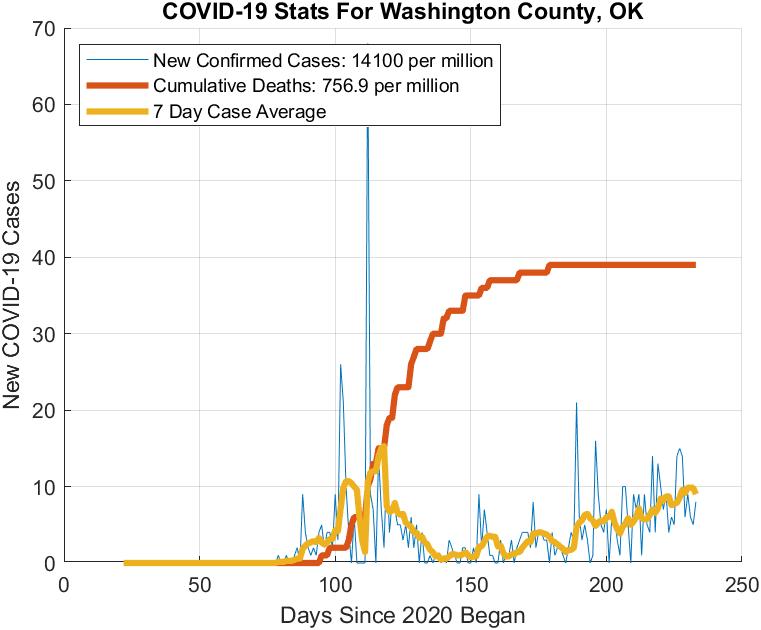 COVID-19 Stats For Washington County, OK
70
60
50
40
30
20
10
0
New Confirmed Cases: 14100 per million
Cumulative Deaths: 756.9 per million
7 Day Case Average
New COVID-19 Cases
0
50
100
150
200
250
Days Since 2020 Began